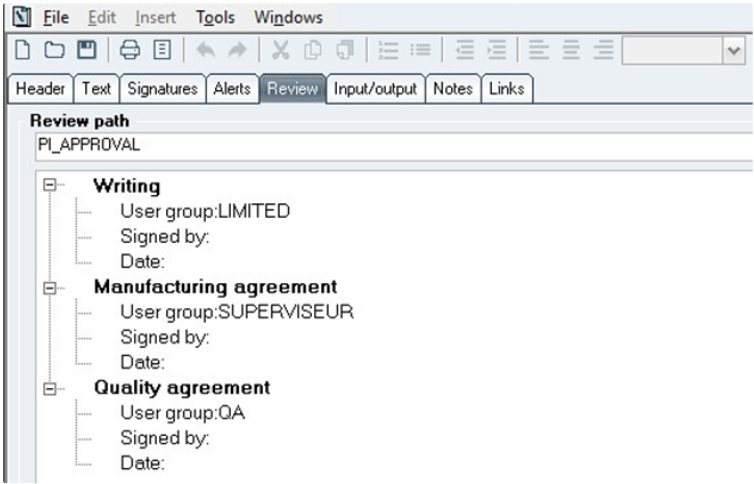 File Edit Insert Tools Windows
Header Text Signatures Alerts Review Input/output Notes Links
Review path
PI_APPROVAL
Writing
User group:LIMITED
Signed by:
Date:
Manufacturing agreement
User group:SUPERVISEUR
Signed by:
Date:
Quality agreement
User group:QA
Signed by:
Date: